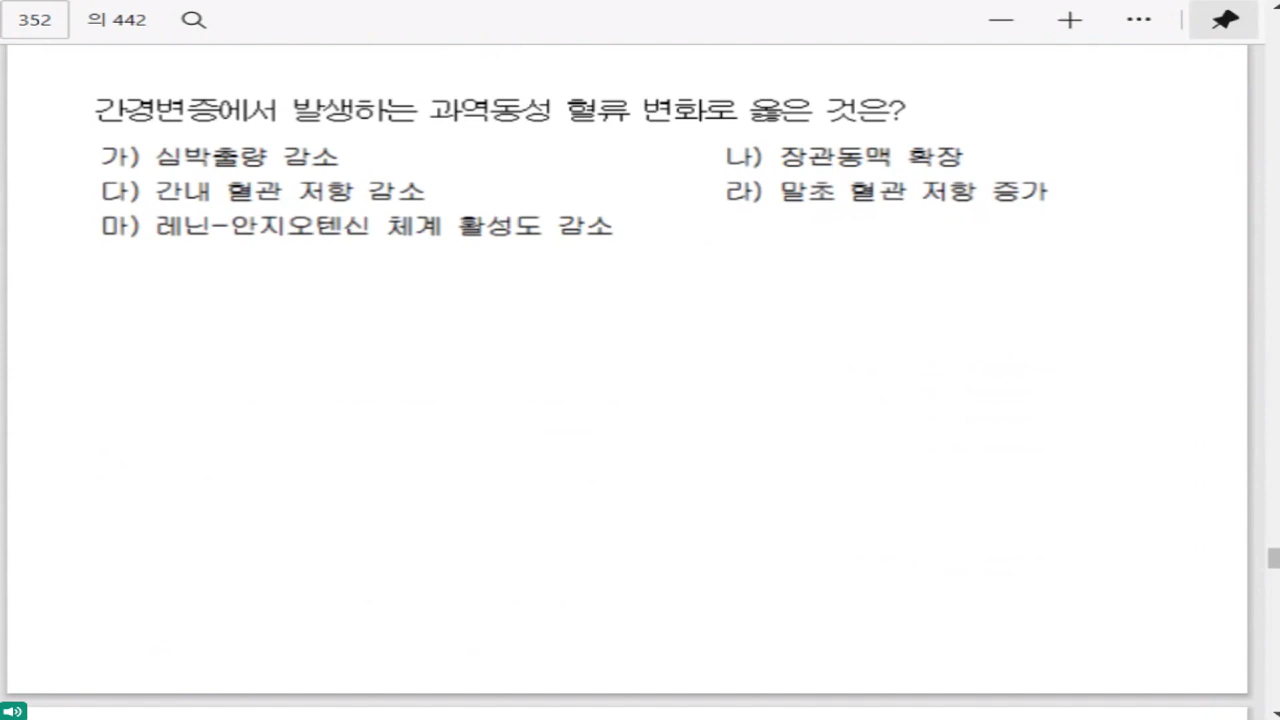 352 의 442
간경변증에서 발생하는 과역동성 혈류 변화로 옳은 것은?
가) 심박출량 감소 나) 장관동맥 확장
다) 간내 혈관 저항 감소 라) 말초 혈관 저항 증가
마) 레닌-안지오텐신 체계 활성도 감소